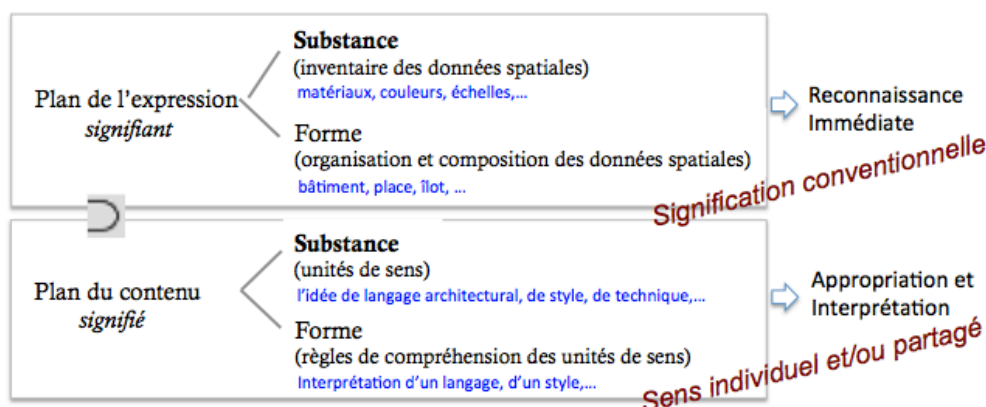 Substance
(inventaire des données spatiales)
matériaux, couleurs, échelles,...
Plan de l'expression
signifiant
Forme
(organisation et composition des données spatiales)
bâtiment, place, îlot, ...
Reconnaissance
Immédiate
Signification conventionnelle
Substance
(unités de sens)
l'idée de langage architectural, de style, de technique,...
Plan du contenu
signifié
Forme
(règles de compréhension des unités de sens)
Interprétation d'un langage, d'un style,...
Appropriation et
Interprétation
Sens individuel et/ou partagé